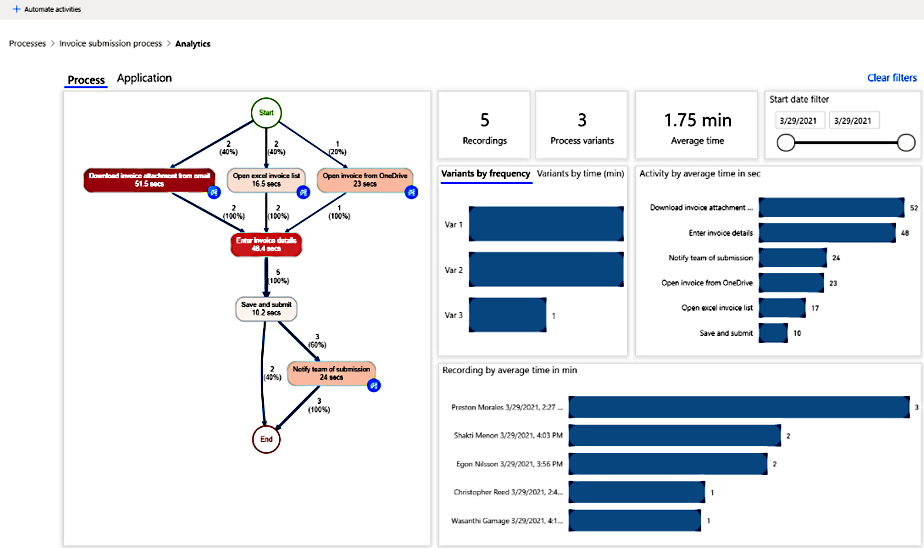 + Automate activities
Processes > Invoice submission process > Analytics
Process Application
Clear filters
Start
2
(40%)
2
(40%)
1
(20%)
Download invoice attachment from email
51.5 secs
Open excel invoice list
16.5 secs
Open invoice from OneDrive
23 secs
2
(100%)
2
(100%)
1
(100%)
Enter invoice details
48.4 secs
5
(100%)
Save and submit
10.2 secs
3
(60%)
2
(40%)
Notify team of submission
24 secs
3
(100%)
End
5
Recordings
3
Process variants
1.75 min
Average time
Start date filter
3/29/2021 3/29/2021
Variants by frequency Variants by time (min)
Var 1
Var 2
Var 3 1
Activity by average time in sec
Download invoice attachment ... 52
Enter invoice details 48
Notify team of submission 24
Open invoice from OneDrive 23
Open excel invoice list 17
Save and submit 10
Recording by average time in min
Preston Morales 3/29/2021, 2:27 ... 3
Shakti Menon 3/29/2021, 4:03 PM 2
Egon Nilsson 3/29/2021, 3:56 PM 2
Christopher Reed 3/29/2021, 2:4... 1
Wasanthi Gamage 3/29/2021, 4:1... 1